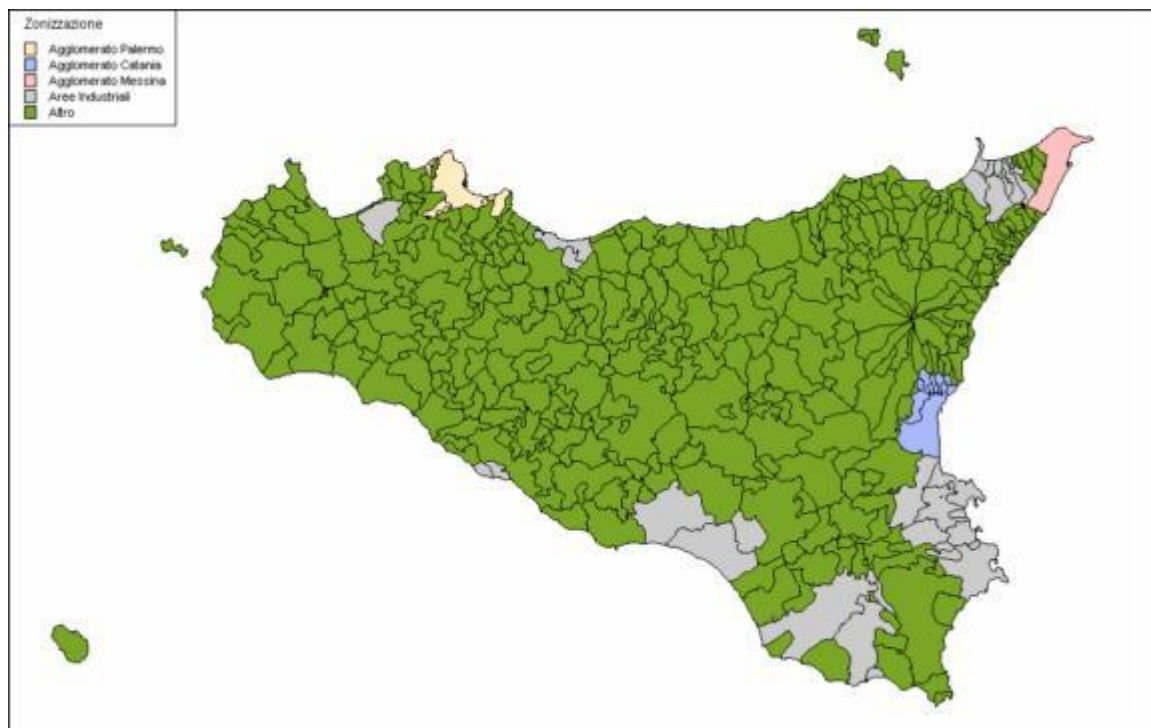 Zonizzazione
Agglomerato Palermo
Agglomerato Catania
Agglomerato Messina
Aree Industriali
Altro